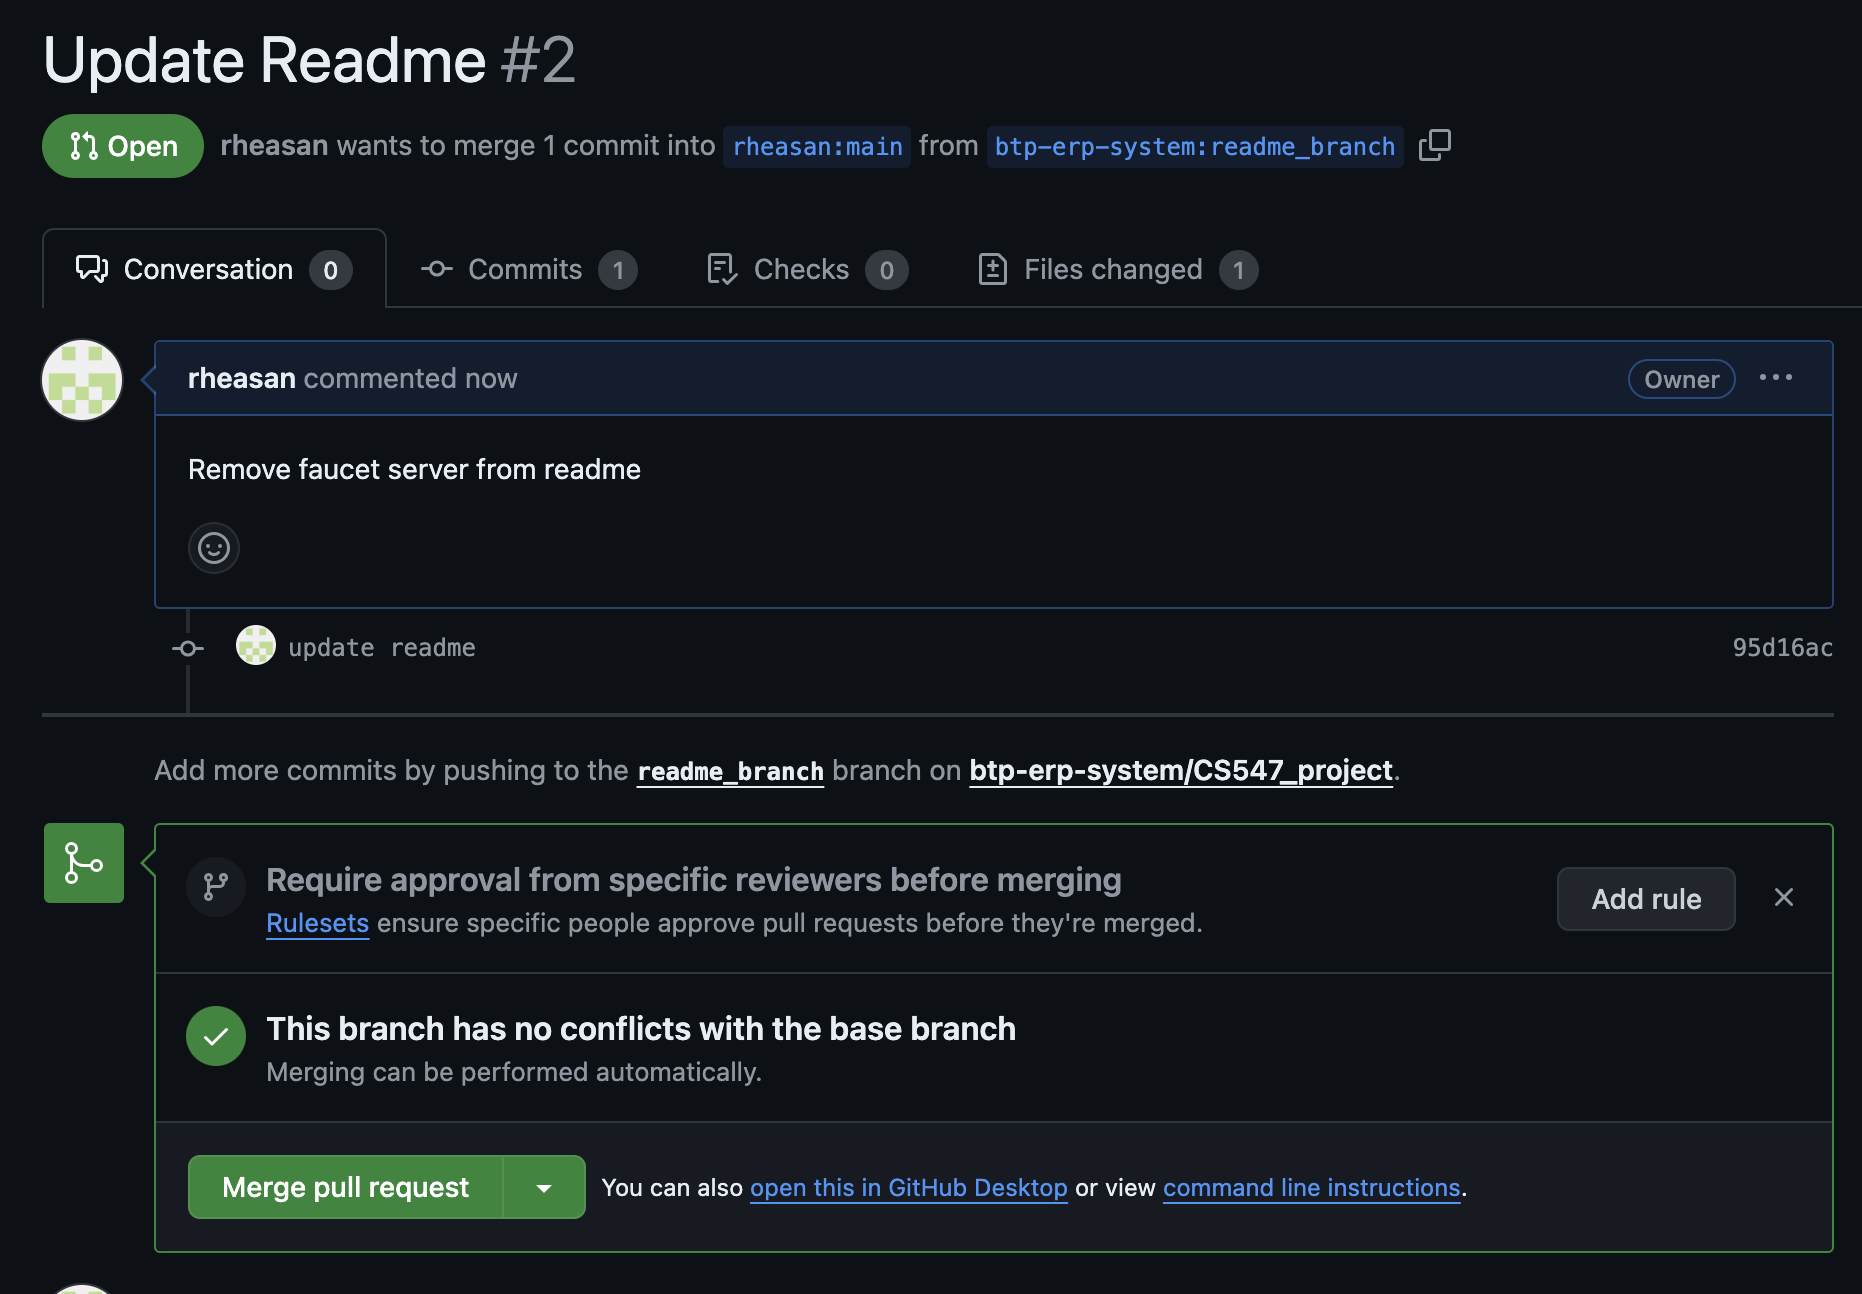 Update Readme #2
Open rheasan wants to merge 1 commit into rheasan:main from btp-erp-system:readme_branch
Conversation 0 Commits 1 Checks 0 Files changed 1
rheasan commented now Owner
Remove faucet server from readme
update readme 95d16ac
Add more commits by pushing to the readme_branch branch on btp-erp-system/CS547_project.
Require approval from specific reviewers before merging
Rulesets ensure specific people approve pull requests before they're merged.
Add rule
This branch has no conflicts with the base branch
Merging can be performed automatically.
Merge pull request You can also open this in GitHub Desktop or view command line instructions.